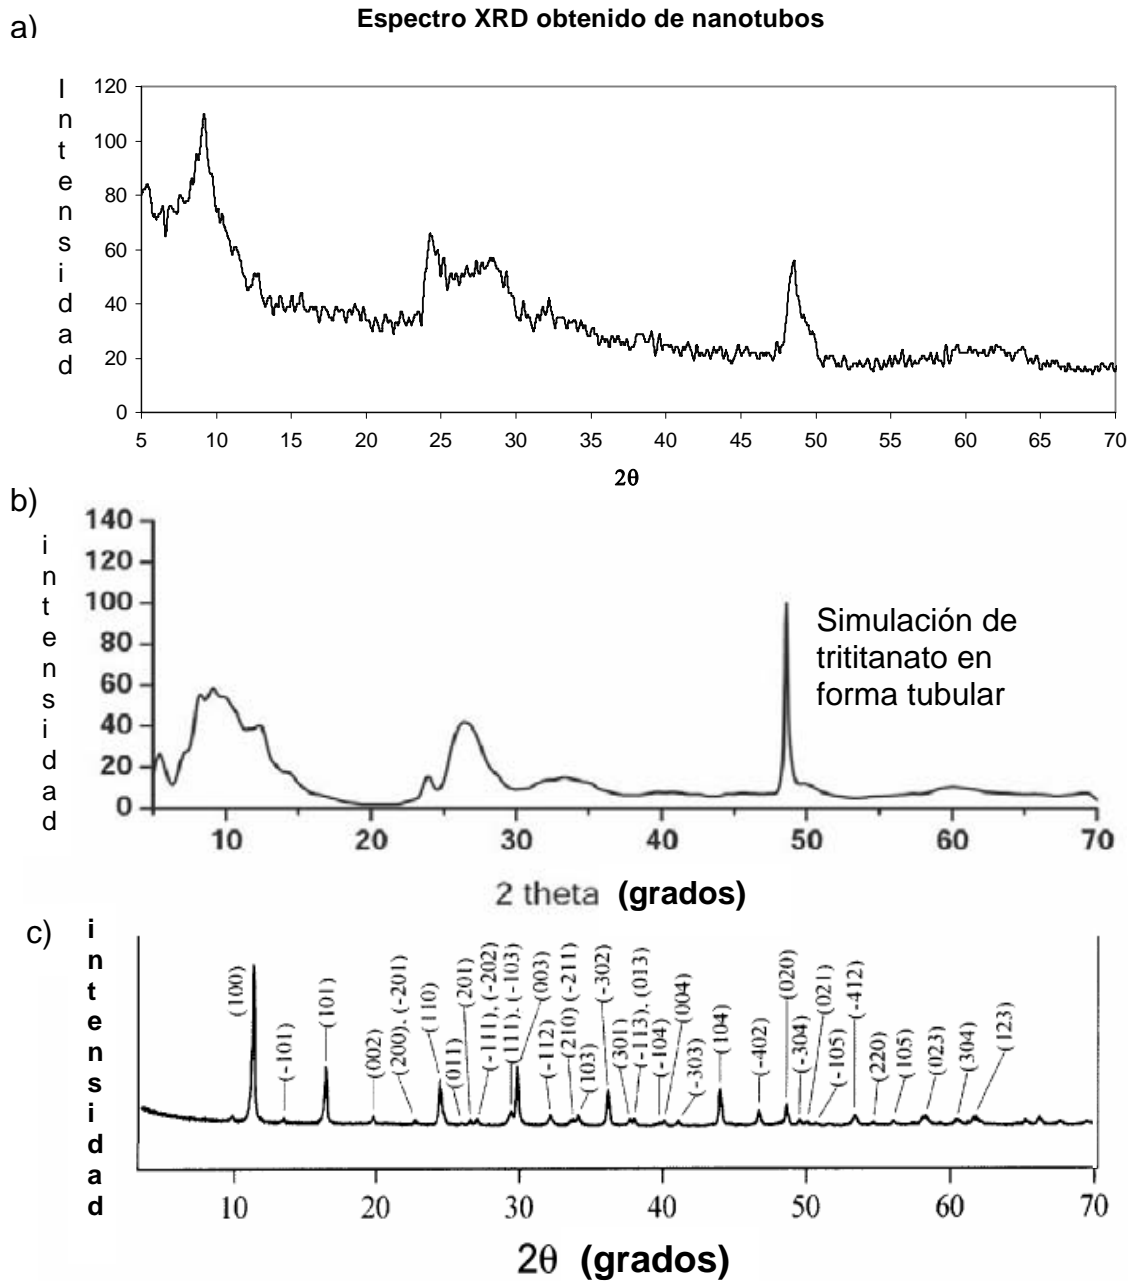 Espectro XRD obtenido de nanotubos
a)
Intensidad
120
100
80
60
40
20
0
5 10 15 20 25 30 35 40 45 50 55 60 65 70
2θ
b)
intensidad
140
120
100
80
60
40
20
0
Simulación de
trititanato en
forma tubular
10 20 30 40 50 60 70
2 theta (grados)
c)
intensidad
(100)
(-101)
(101)
(002)
(200), (-201)
(110)
(011)
(201)
(-111), (-202)
(111), (-103)
(003)
(-112)
(210) (-211)
(103)
(-302)
(301)
(-113), (013)
(-104)
(004)
(-303)
(104)
(-402)
(020)
(-304)
(021)
(-105)
(-412)
(220)
(105)
(023)
(304)
(123)
10 20 30 40 50 60 70
2θ (grados)